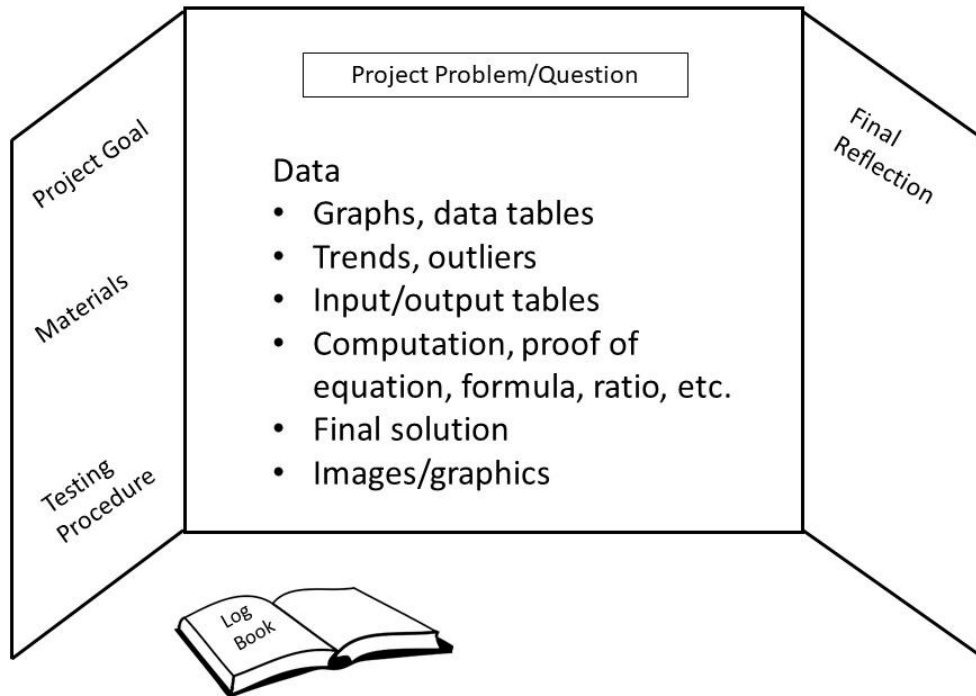 Project Goal
Materials
Testing
Procedure
Project Problem/Question
Data
• Graphs, data tables
• Trends, outliers
• Input/output tables
• Computation, proof of
equation, formula, ratio, etc.
• Final solution
• Images/graphics
Final
Reflection
Log
Book